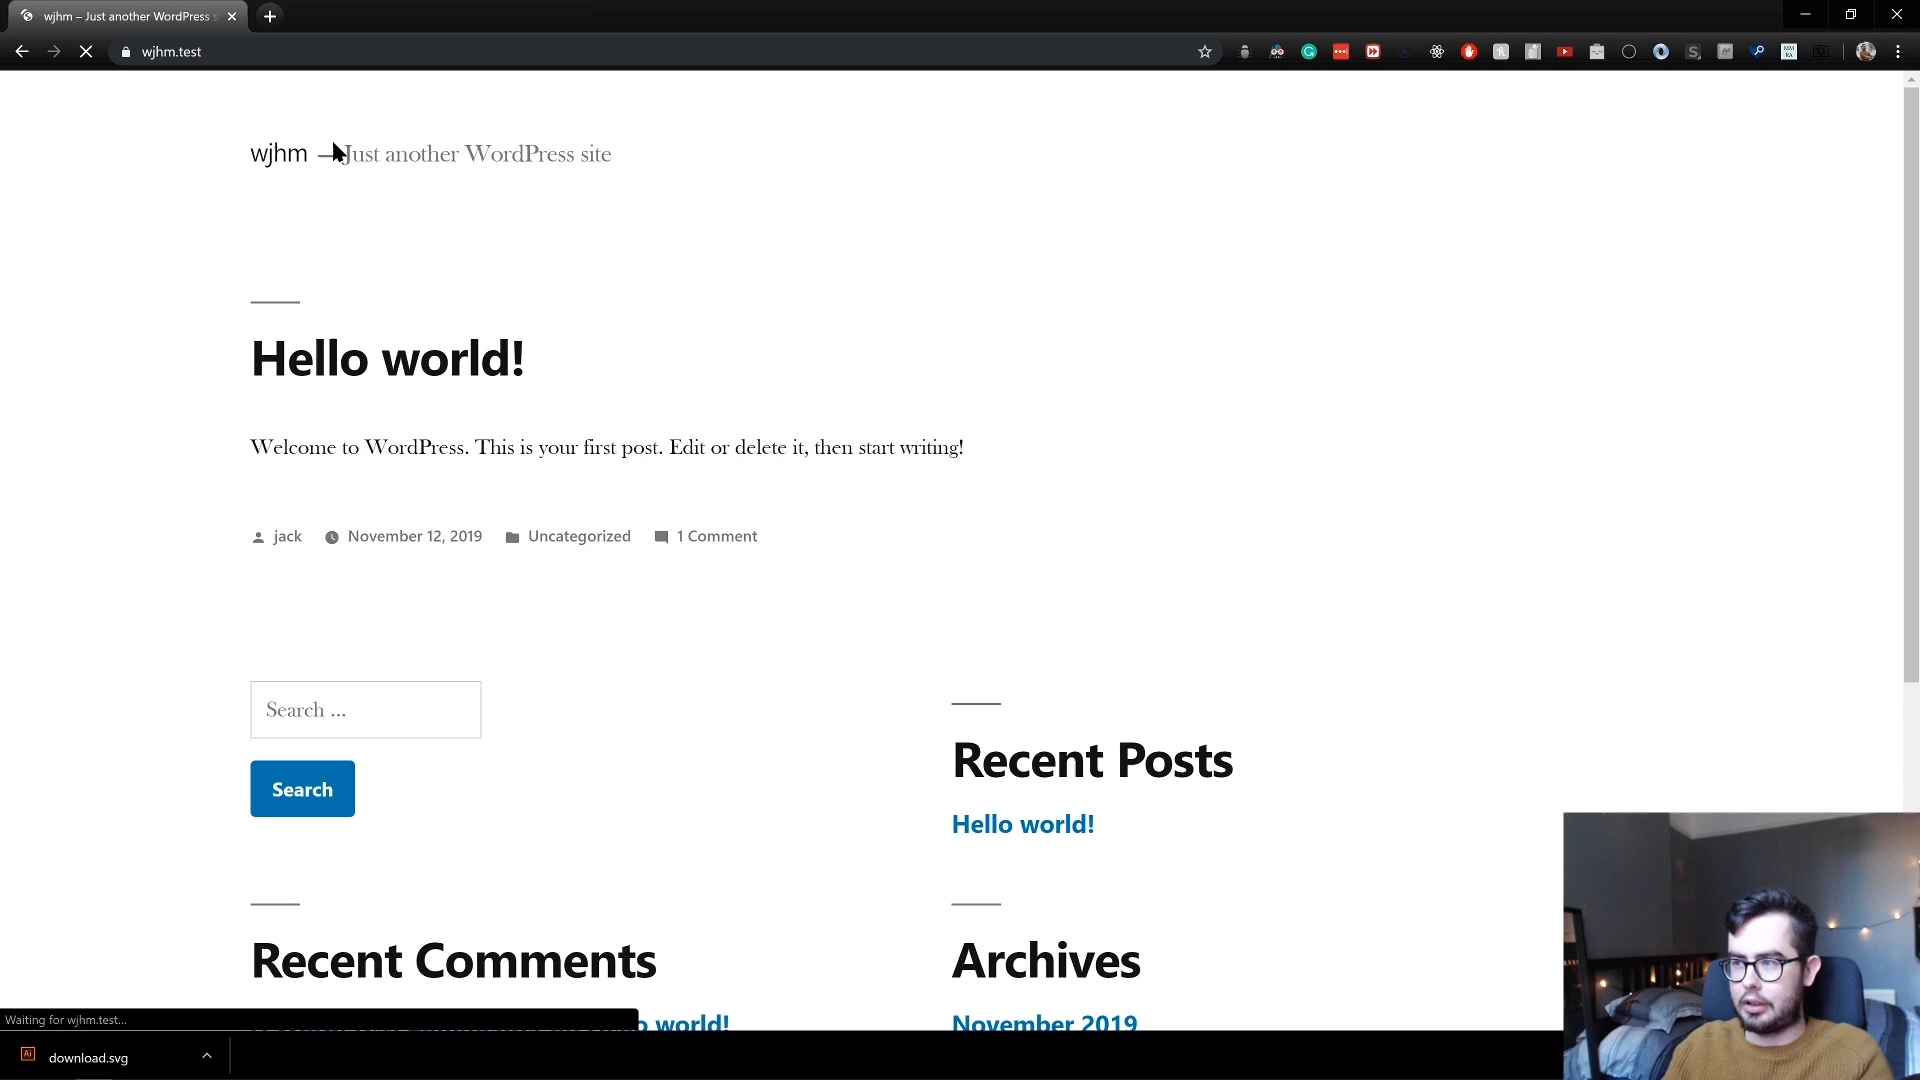 wjhm – Just another WordPress s
wjhm.test
wjhm — Just another WordPress site
Hello world!
Welcome to WordPress. This is your first post. Edit or delete it, then start writing!
jack November 12, 2019 Uncategorized 1 Comment
Search ...
Search
Recent Posts
Hello world!
Recent Comments
Archives
world!
November 2019
Waiting for wjhm.test...
Ai download.svg